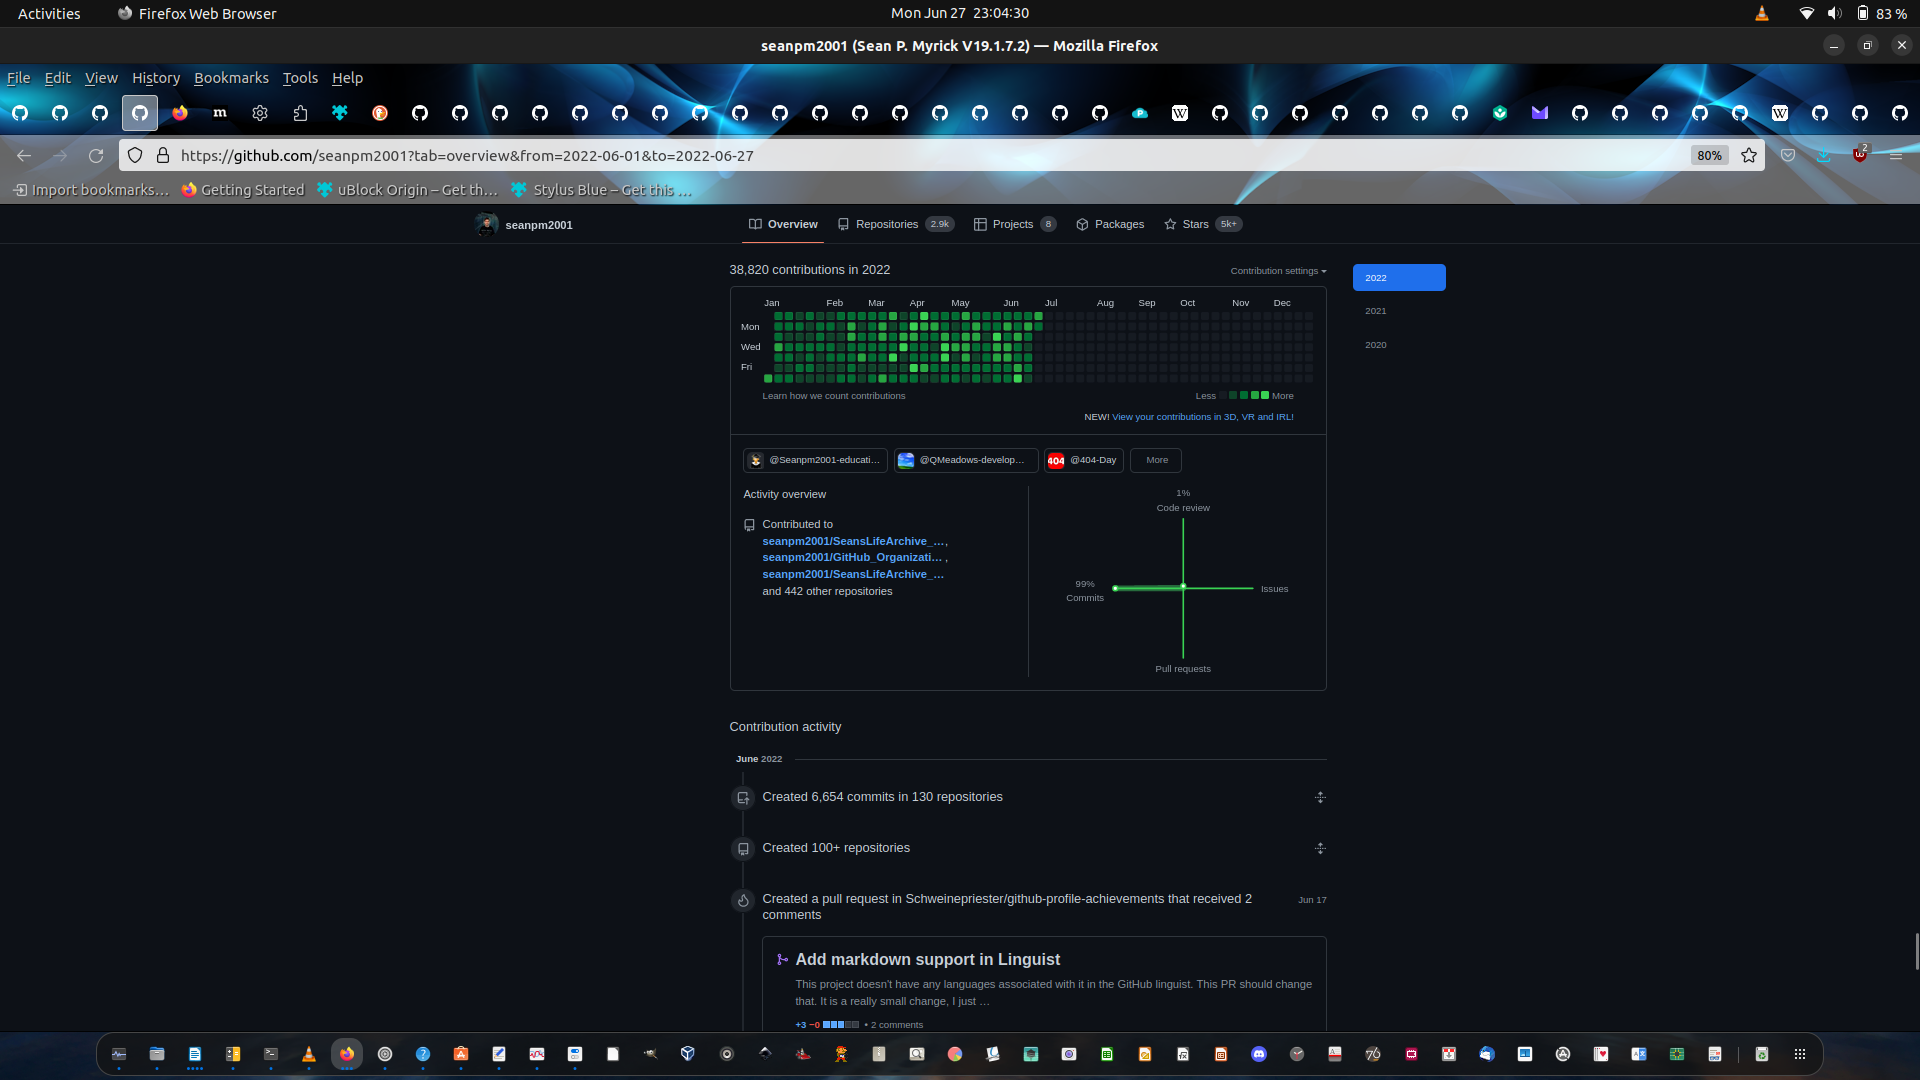 Activities
Firefox Web Browser
Mon Jun 27 23:04:30
83 %
seanpm2001 (Sean P. Myrick V19.1.7.2) — Mozilla Firefox
File Edit View History Bookmarks Tools Help
https://github.com/seanpm2001?tab=overview&from=2022-06-01&to=2022-06-27
80%
2
Import bookmarks…
Getting Started
uBlock Origin – Get th…
Stylus Blue – Get this …
seanpm2001
Overview
Repositories 2.9k
Projects 8
Packages
Stars 5k+
38,820 contributions in 2022
Contribution settings
2022
2021
2020
Jan Feb Mar Apr May Jun Jul Aug Sep Oct Nov Dec
Mon
Wed
Fri
Learn how we count contributions
Less
More
NEW! View your contributions in 3D, VR and IRL!
@Seanpm2001-educati…
@QMeadows-develop…
404 @404-Day
More
Activity overview
Contributed to
seanpm2001/SeansLifeArchive_…,
seanpm2001/GitHub_Organizati… ,
seanpm2001/SeansLifeArchive_…
and 442 other repositories
1%
Code review
99%
Commits
Issues
Pull requests
Contribution activity
June 2022
Created 6,654 commits in 130 repositories
Created 100+ repositories
Created a pull request in Schweinepriester/github-profile-achievements that received 2
comments
Jun 17
Add markdown support in Linguist
This project doesn't have any languages associated with it in the GitHub linguist. This PR should change
that. It is a really small change, I just …
+3 −0 • 2 comments